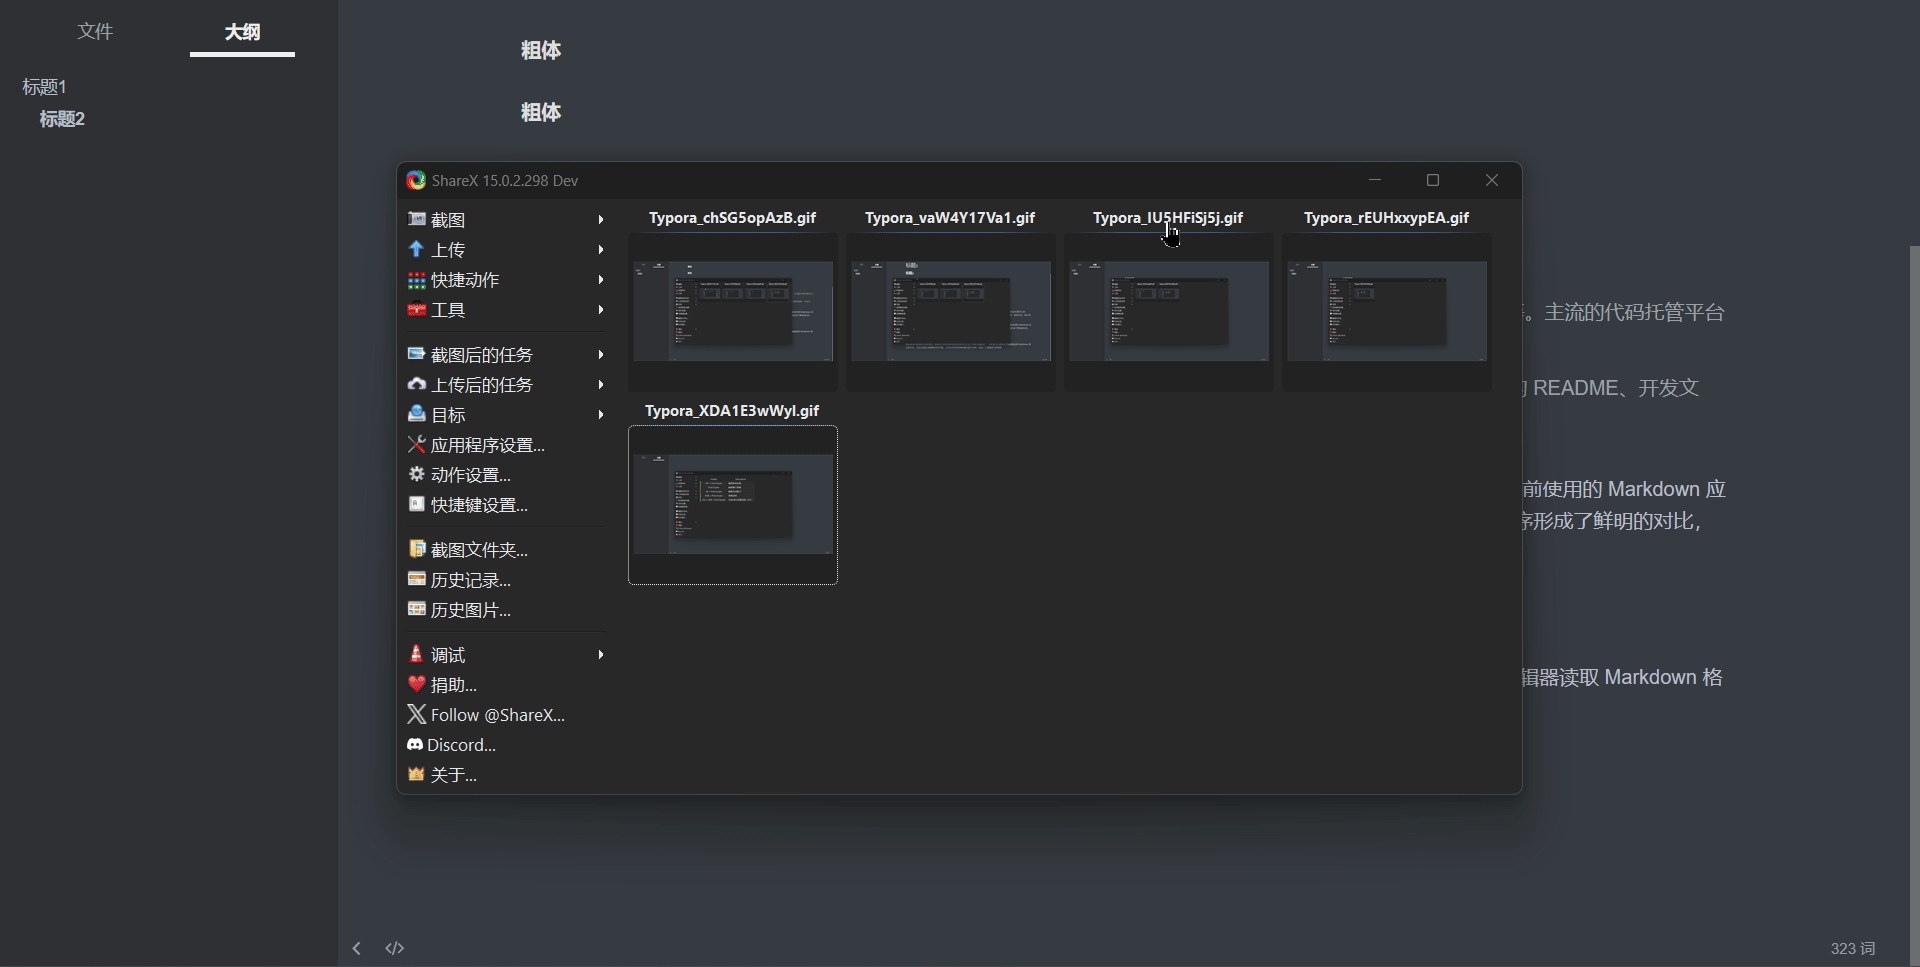 文件
大纲
标题1
标题2
粗体
粗体
ShareX 15.0.2.298 Dev
截图
上传
快捷动作
工具
截图后的任务
上传后的任务
目标
应用程序设置...
动作设置...
快捷键设置...
截图文件夹...
历史记录...
历史图片...
调试
捐助...
Follow @ShareX...
Discord...
关于...
Typora_chSG5opAzB.gif
Typora_vaW4Y17Va1.gif
Typora_IU5HFiSj5j.gif
Typora_rEUHxxypEA.gif
Typora_XDA1E3wWyl.gif
。主流的代码托管平台
README、开发文
前使用的 Markdown 应
序形成了鲜明的对比，
辑器读取 Markdown 格
323 词